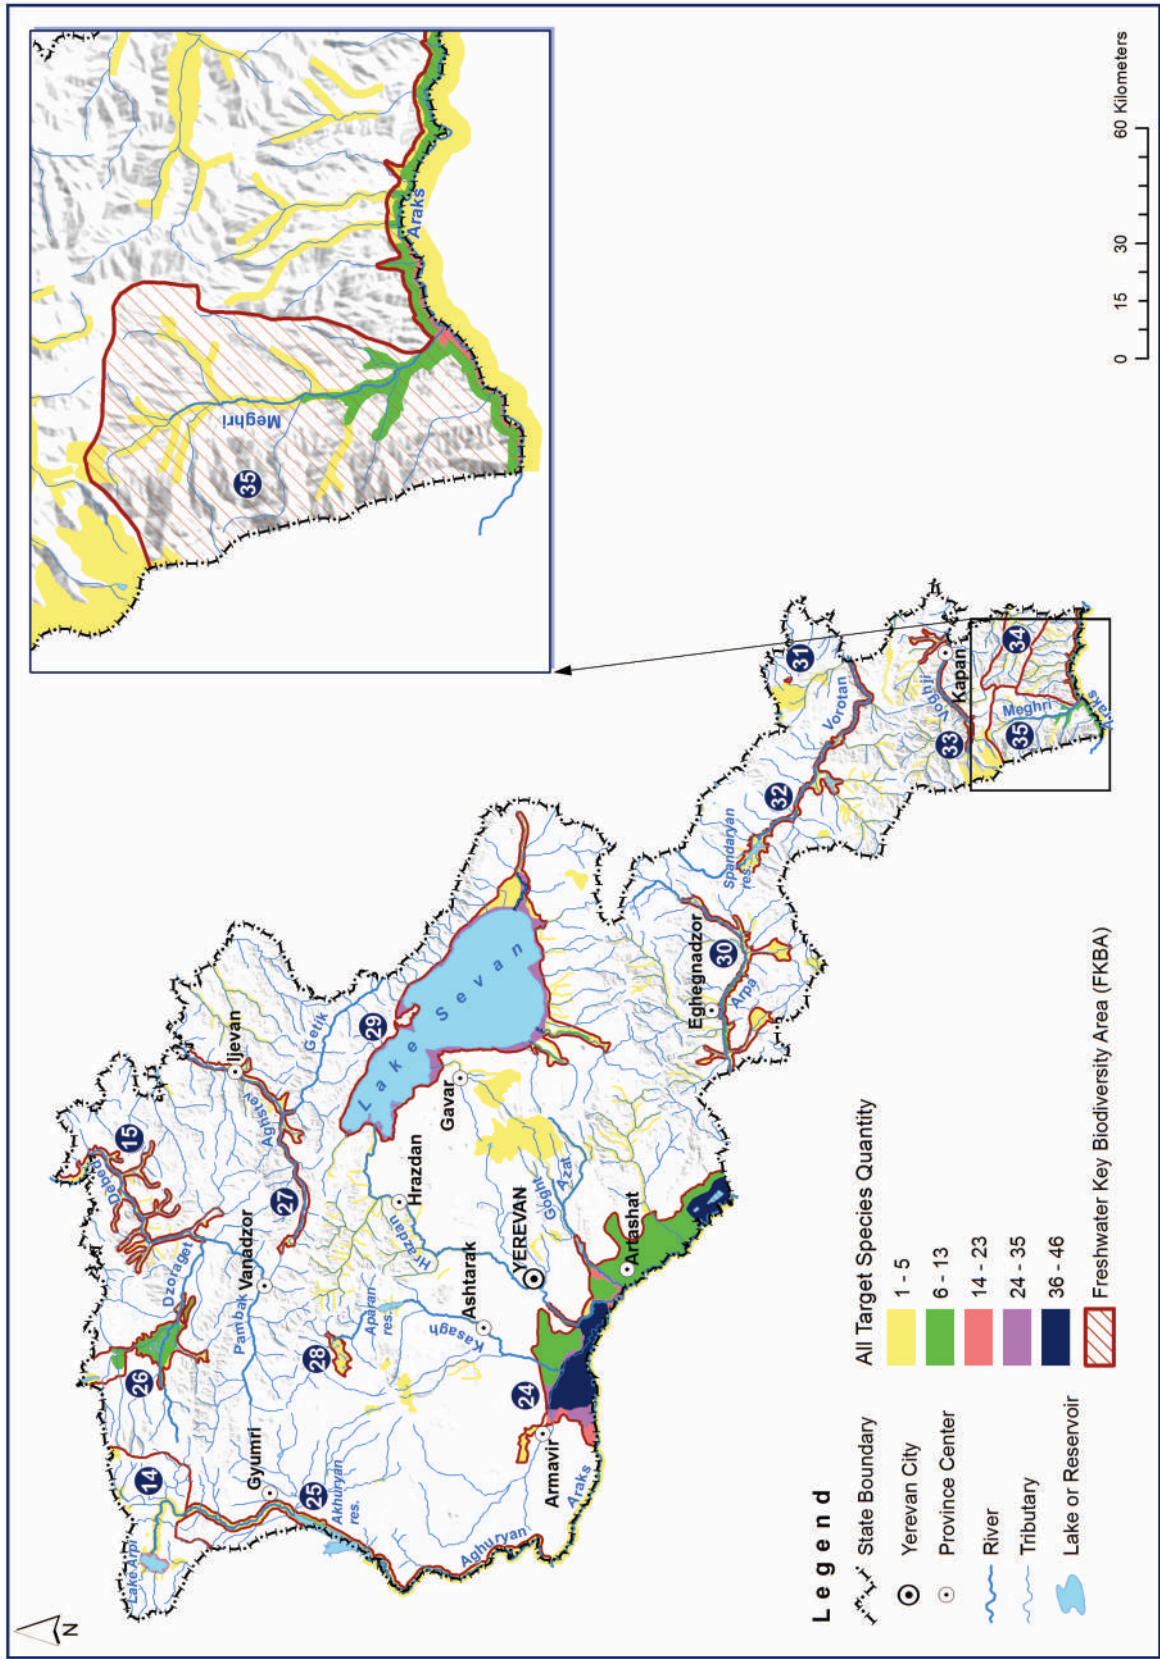 N
Lake Arpi
14
26
Dzoraget
Debed
15
Pambak
Vanadzor
Gyumri
25
Akhuryan
res.
28
Aparan
res.
27
Aghstev
Ijevan
Getik
29
Lake Sevan
Gavar
Hrazdan
Hrazdan
Ashtarak
Kasagh
YEREVAN
Goght
Azat
Artashat
24
Armavir
Araks
Aghuryan
Eghegnadzor
30
Arpa
Spandaryan
res.
32
Vorotan
31
33
Voghji
Kapan
34
35
Meghri
Araks
35
Meghri
Araks
Legend
State Boundary
Yerevan City
Province Center
River
Tributary
Lake or Reservoir
All Target Species Quantity
1 - 5
6 - 13
14 - 23
24 - 35
36 - 46
Freshwater Key Biodiversity Area (FKBA)
0 15 30 60 Kilometers